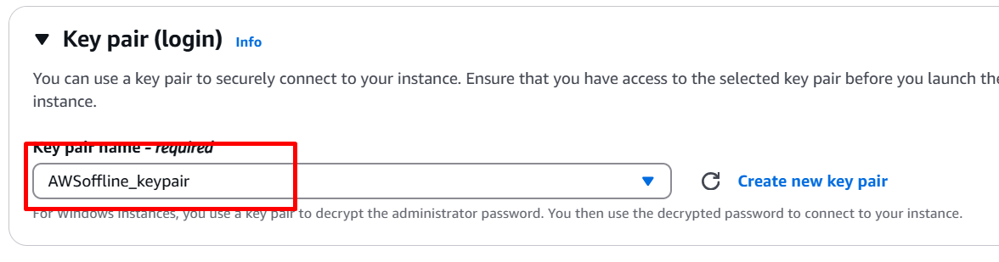 Key pair (login) Info
You can use a key pair to securely connect to your instance. Ensure that you have access to the selected key pair before you launch the
instance.
Key pair name - required
AWSoffline_keypair Create new key pair
For Windows instances, you use a key pair to decrypt the administrator password. You then use the decrypted password to connect to your instance.